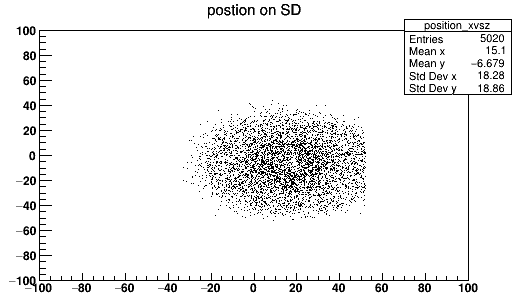 postion on SD
position_xvsz
Entries 5020
Mean x 15.1
Mean y −6.679
Std Dev x 18.28
Std Dev y 18.86
100
80
60
40
20
0
−20
−40
−60
−80
−100
−100 −80 −60 −40 −20 0 20 40 60 80 100